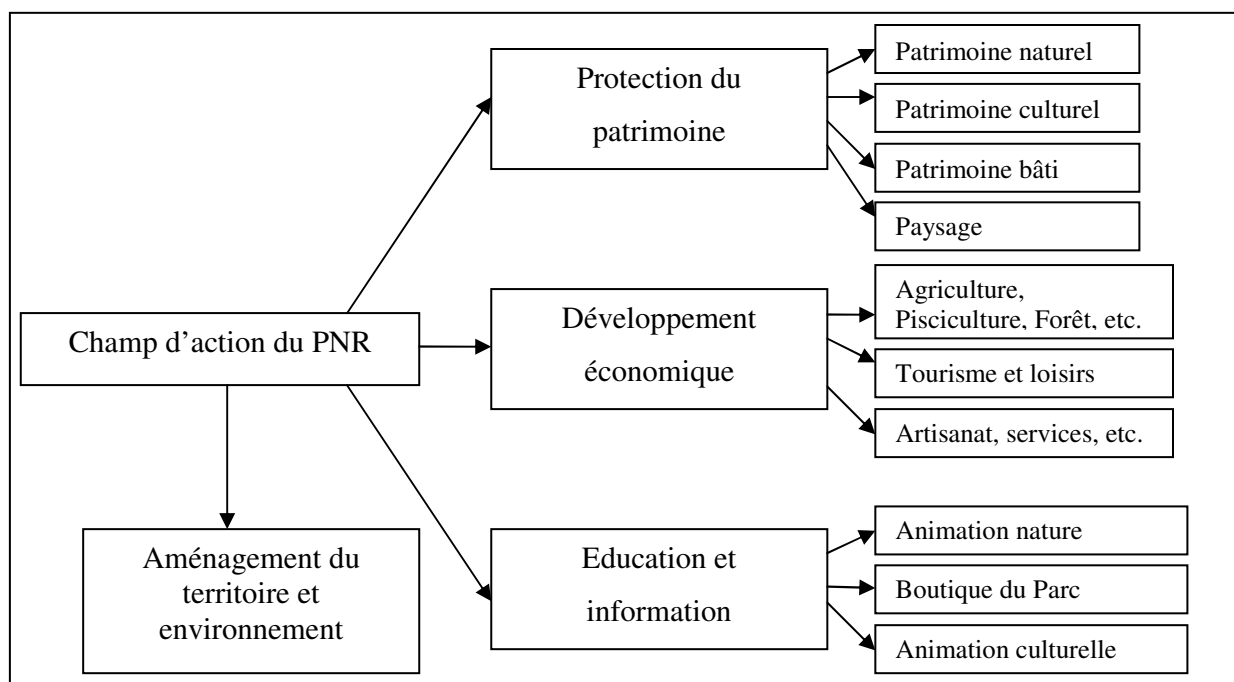 Protection du
patrimoine
Patrimoine naturel
Patrimoine culturel
Patrimoine bâti
Paysage
Champ d’action du PNR
Développement
économique
Agriculture,
Pisciculture, Forêt, etc.
Tourisme et loisirs
Artisanat, services, etc.
Aménagement du
territoire et
environnement
Education et
information
Animation nature
Boutique du Parc
Animation culturelle